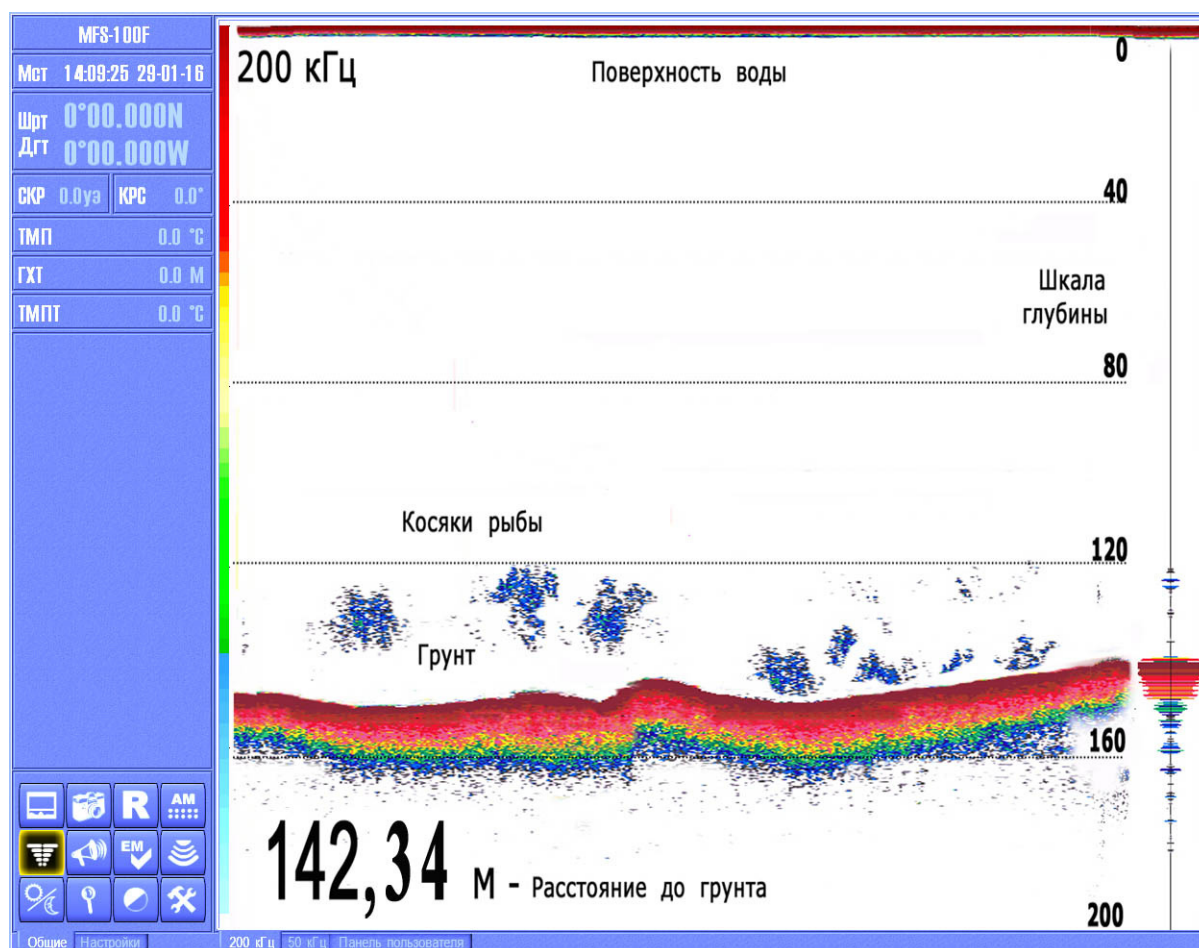 MFS-100F
Мст 14:09:25 29-01-16
Шрт 0°00.000N
Дгт 0°00.000W
СКР 0.0уз КРС 0.0°
ТМП 0.0 °C
ГХТ 0.0 М
ТМПТ 0.0 °C
R
AM
EM
Общие Настройки
200 кГц
Поверхность воды
0
40
Шкала
глубины
80
Косяки рыбы
120
Грунт
160
142,34 М - Расстояние до грунта
200
200 кГц 50 кГц Панель пользователя